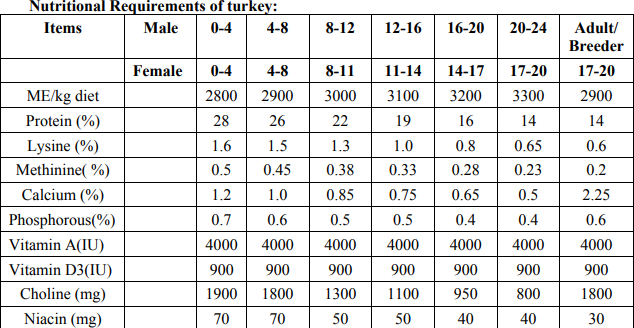 Nutritional Requirements of turkey:
Items Male 0-4 4-8 8-12 12-16 16-20 20-24 Adult/
Breeder
Female 0-4 4-8 8-11 11-14 14-17 17-20 17-20
ME/kg diet 2800 2900 3000 3100 3200 3300 2900
Protein (%) 28 26 22 19 16 14 14
Lysine (%) 1.6 1.5 1.3 1.0 0.8 0.65 0.6
Methinine( %) 0.5 0.45 0.38 0.33 0.28 0.23 0.2
Calcium (%) 1.2 1.0 0.85 0.75 0.65 0.5 2.25
Phosphorous(%) 0.7 0.6 0.5 0.5 0.4 0.4 0.6
Vitamin A(IU) 4000 4000 4000 4000 4000 4000 4000
Vitamin D3(IU) 900 900 900 900 900 900 900
Choline (mg) 1900 1800 1300 1100 950 800 1800
Niacin (mg) 70 70 50 50 40 40 30